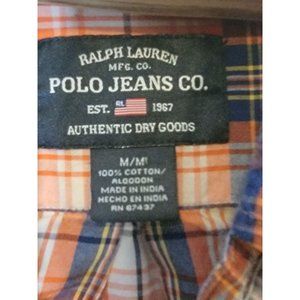 RALPH LAUREN
MFG. CO.
POLO JEANS CO.
EST. RL 1967
AUTHENTIC DRY GOODS
M/M
100% COTTON/
ALGODON
MADE IN INDIA
HECHO EN INDIA
RN 67437